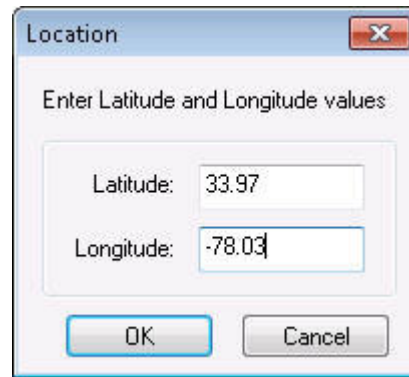 Location
Enter Latitude and Longitude values
Latitude: 33.97
Longitude: -78.03
OK Cancel